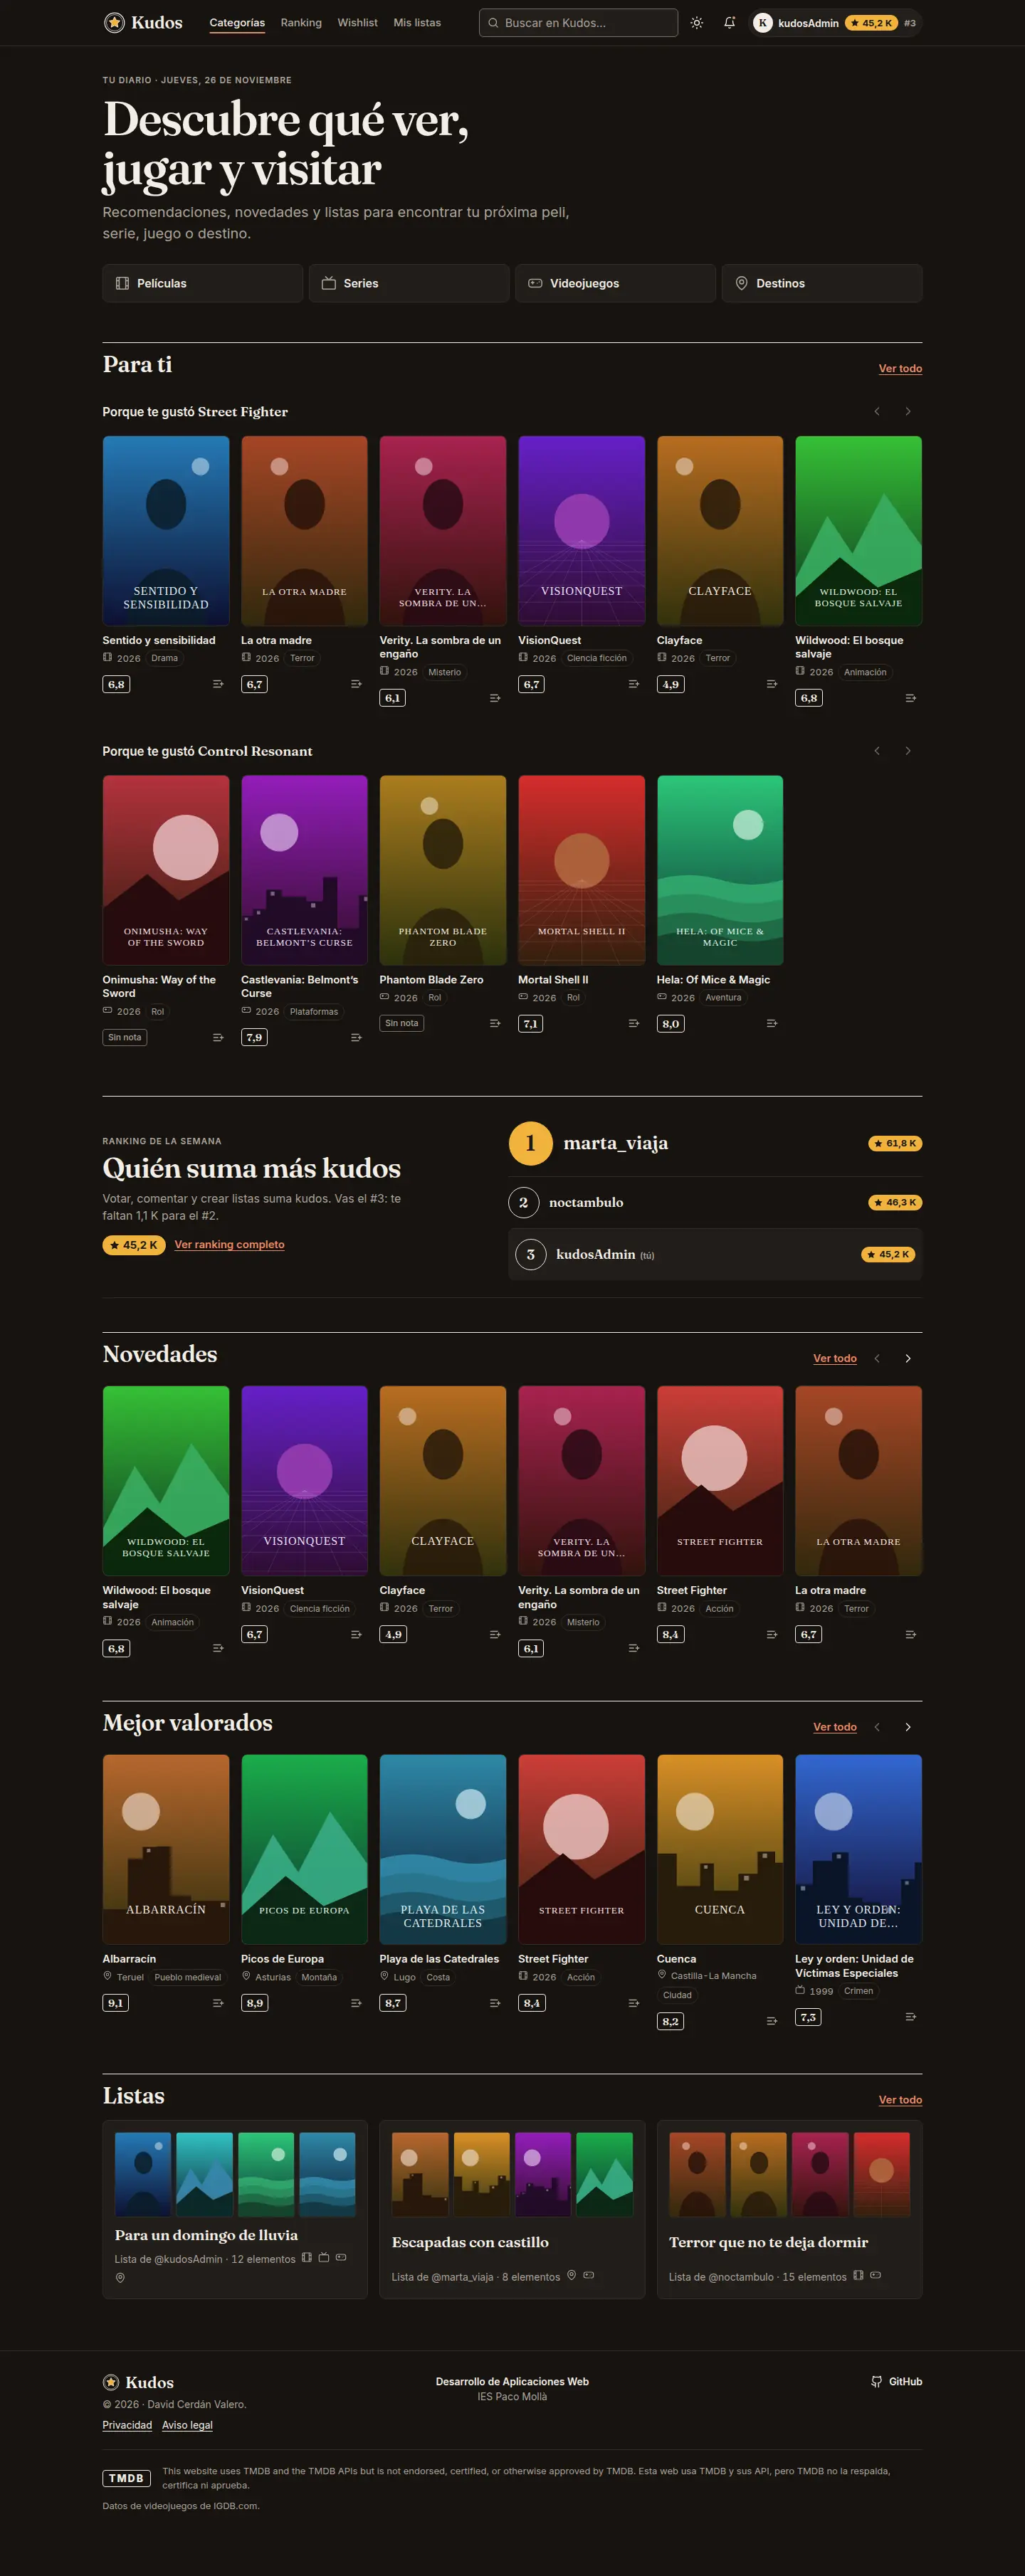 Kudos
Categorías
Ranking
Wishlist
Mis listas
Buscar en Kudos...
K
kudosAdmin
45,2 K
#3
TU DIARIO · JUEVES, 26 DE NOVIEMBRE
Descubre qué ver,
jugar y visitar
Recomendaciones, novedades y listas para encontrar tu próxima peli,
serie, juego o destino.
Películas
Series
Videojuegos
Destinos
Para ti
Ver todo
Porque te gustó Street Fighter
SENTIDO Y
SENSIBILIDAD
LA OTRA MADRE
VERITY. LA
SOMBRA DE UN...
VISIONQUEST
CLAYFACE
WILDWOOD: EL
BOSQUE SALVAJE
Sentido y sensibilidad
2026 Drama
6,8
La otra madre
2026 Terror
6,7
Verity. La sombra de un
engaño
2026 Misterio
6,1
VisionQuest
2026 Ciencia ficción
6,7
Clayface
2026 Terror
4,9
Wildwood: El bosque
salvaje
2026 Animación
6,8
Porque te gustó Control Resonant
ONIMUSHA: WAY
OF THE SWORD
CASTLEVANIA:
BELMONT'S CURSE
PHANTOM BLADE
ZERO
MORTAL SHELL II
HELA: OF MICE &
MAGIC
Onimusha: Way of the
Sword
2026 Rol
Sin nota
Castlevania: Belmont's
Curse
2026 Plataformas
7,9
Phantom Blade Zero
2026 Rol
Sin nota
Mortal Shell II
2026 Rol
7,1
Hela: Of Mice & Magic
2026 Aventura
8,0
RANKING DE LA SEMANA
Quién suma más kudos
Votar, comentar y crear listas suma kudos. Vas el #3: te
faltan 1,1 K para el #2.
45,2 K
Ver ranking completo
1 marta_viaja 61,8 K
2 noctambulo 46,3 K
3 kudosAdmin (tú) 45,2 K
Novedades
Ver todo
WILDWOOD: EL
BOSQUE SALVAJE
VISIONQUEST
CLAYFACE
VERITY. LA
SOMBRA DE UN...
STREET FIGHTER
LA OTRA MADRE
Wildwood: El bosque
salvaje
2026 Animación
6,8
VisionQuest
2026 Ciencia ficción
6,7
Clayface
2026 Terror
4,9
Verity. La sombra de un
engaño
2026 Misterio
6,1
Street Fighter
2026 Acción
8,4
La otra madre
2026 Terror
6,7
Mejor valorados
Ver todo
ALBARRACÍN
PICOS DE EUROPA
PLAYA DE LAS
CATEDRALES
STREET FIGHTER
CUENCA
LEY Y ORDEN:
UNIDAD DE...
Albarracín
Teruel Pueblo medieval
9,1
Picos de Europa
Asturias Montaña
8,9
Playa de las Catedrales
Lugo Costa
8,7
Street Fighter
2026 Acción
8,4
Cuenca
Castilla-La Mancha
Ciudad
8,2
Ley y orden: Unidad de
Víctimas Especiales
1999 Crimen
7,3
Listas
Ver todo
Para un domingo de lluvia
Lista de @kudosAdmin · 12 elementos
Escapadas con castillo
Lista de @marta_viaja · 8 elementos
Terror que no te deja dormir
Lista de @noctambulo · 15 elementos
Kudos
© 2026 · David Cerdán Valero.
Privacidad Aviso legal
Desarrollo de Aplicaciones Web
IES Paco Mollà
GitHub
TMDB
This website uses TMDB and the TMDB APIs but is not endorsed, certified, or otherwise approved by TMDB. Esta web usa TMDB y sus API, pero TMDB no la respalda,
certifica ni aprueba.
Datos de videojuegos de IGDB.com.